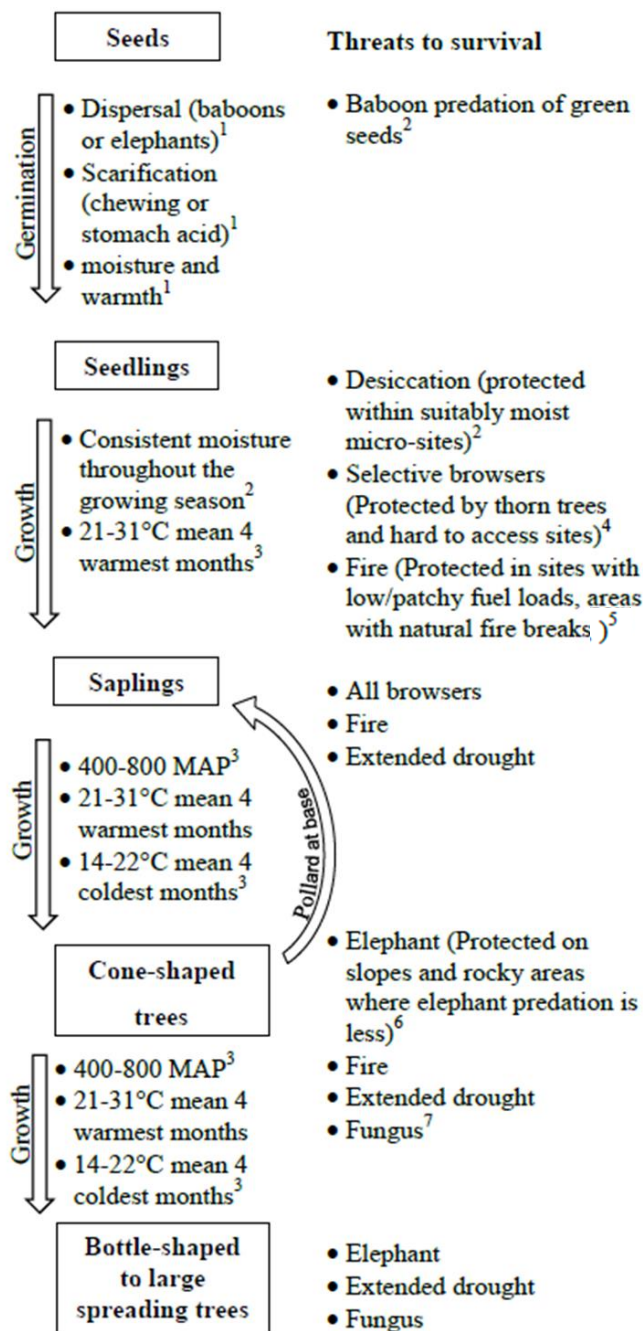 Seeds
Threats to survival
Germination
• Dispersal (baboons
or elephants)¹
• Scarification
(chewing or
stomach acid)¹
• moisture and
warmth¹
• Baboon predation of green
seeds²
Seedlings
Growth
• Consistent moisture
throughout the
growing season²
• 21-31°C mean 4
warmest months³
• Desiccation (protected
within suitably moist
micro-sites)²
• Selective browsers
(Protected by thorn trees
and hard to access sites)⁴
• Fire (Protected in sites with
low/patchy fuel loads, areas
with natural fire breaks )⁵
Saplings
Growth
• 400-800 MAP³
• 21-31°C mean 4
warmest months
• 14-22°C mean 4
coldest months³
Pollard at base
• All browsers
• Fire
• Extended drought
Cone-shaped
trees
Growth
• 400-800 MAP³
• 21-31°C mean 4
warmest months
• 14-22°C mean 4
coldest months³
• Elephant (Protected on
slopes and rocky areas
where elephant predation is
less)⁶
• Fire
• Extended drought
• Fungus⁷
Bottle-shaped
to large
spreading trees
• Elephant
• Extended drought
• Fungus